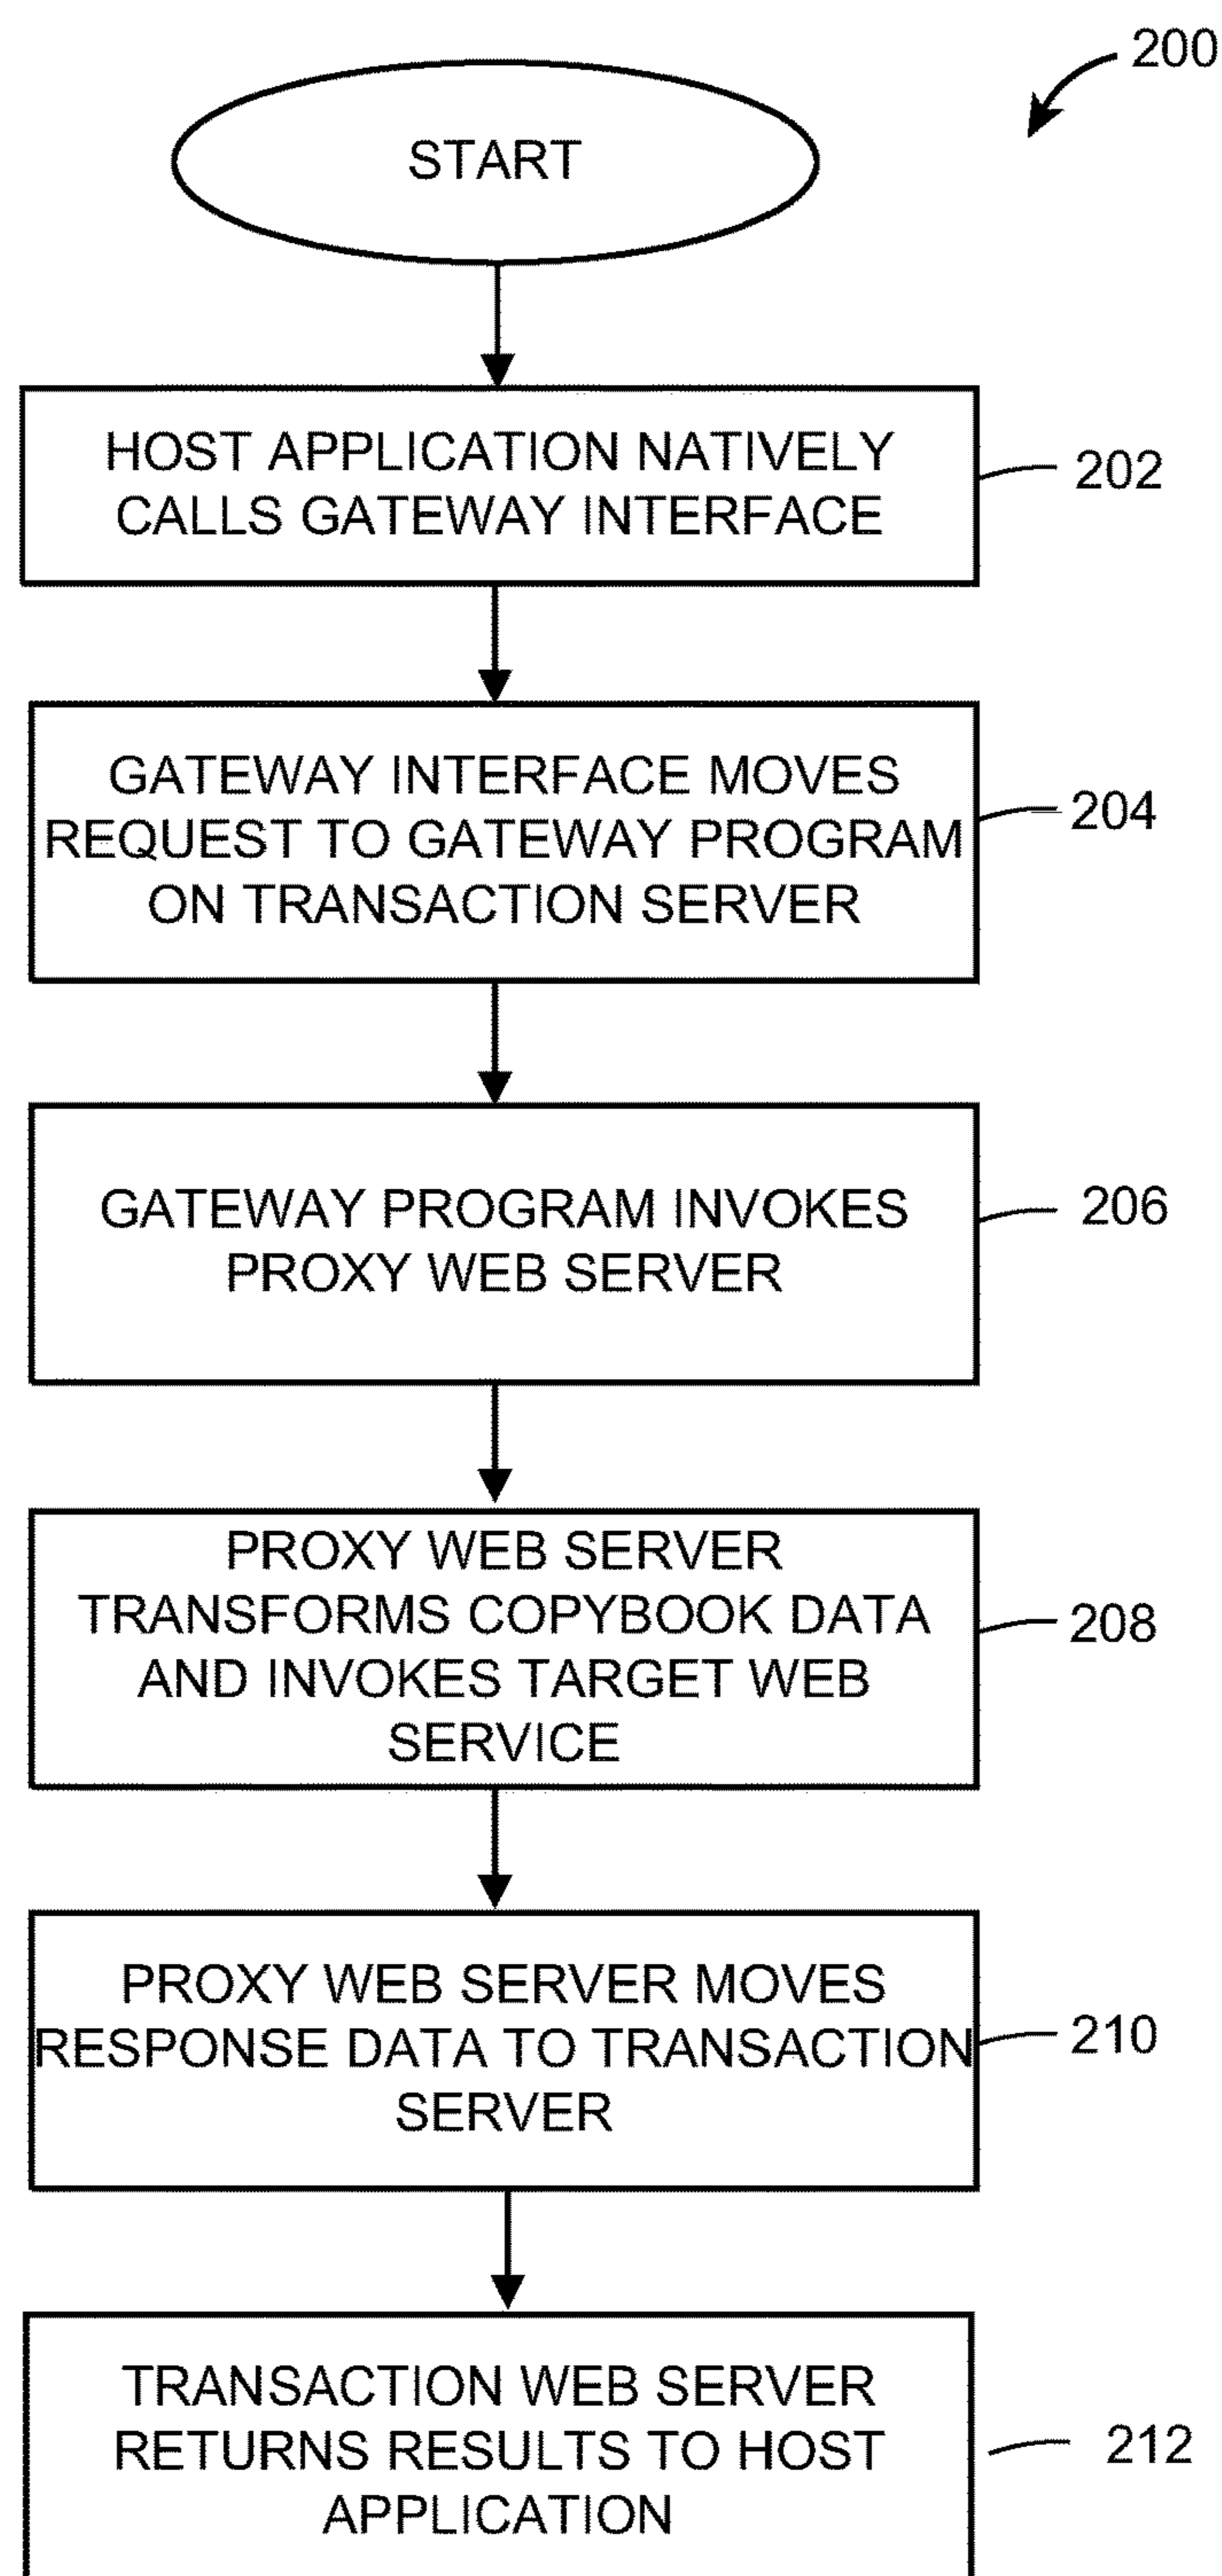 200
START
HOST APPLICATION NATIVELY
CALLS GATEWAY INTERFACE
202
GATEWAY INTERFACE MOVES
REQUEST TO GATEWAY PROGRAM
ON TRANSACTION SERVER
204
GATEWAY PROGRAM INVOKES
PROXY WEB SERVER
206
PROXY WEB SERVER
TRANSFORMS COPYBOOK DATA
AND INVOKES TARGET WEB
SERVICE
208
PROXY WEB SERVER MOVES
RESPONSE DATA TO TRANSACTION
SERVER
210
TRANSACTION WEB SERVER
RETURNS RESULTS TO HOST
APPLICATION
212